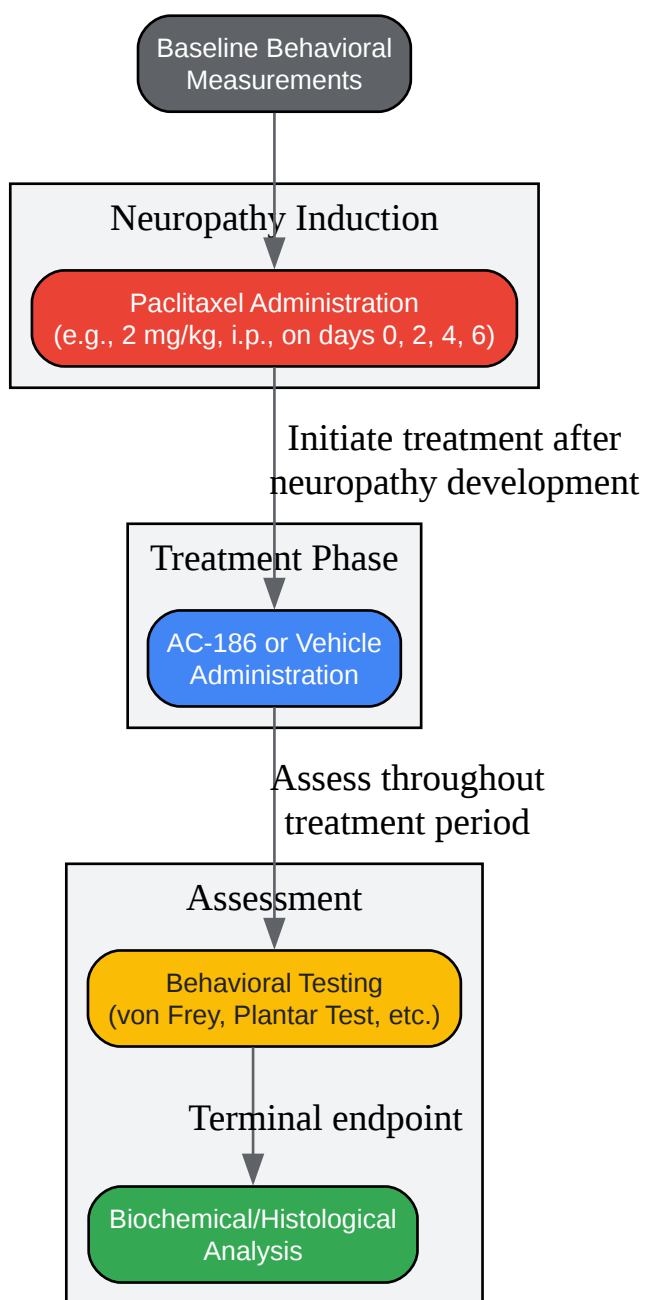 Baseline Behavioral
Measurements
Neuropathy Induction
Paclitaxel Administration
(e.g., 2 mg/kg, i.p., on days 0, 2, 4, 6)
Initiate treatment after
neuropathy development
Treatment Phase
AC-186 or Vehicle
Administration
Assess throughout
treatment period
Assessment
Behavioral Testing
(von Frey, Plantar Test, etc.)
Terminal endpoint
Biochemical/Histological
Analysis